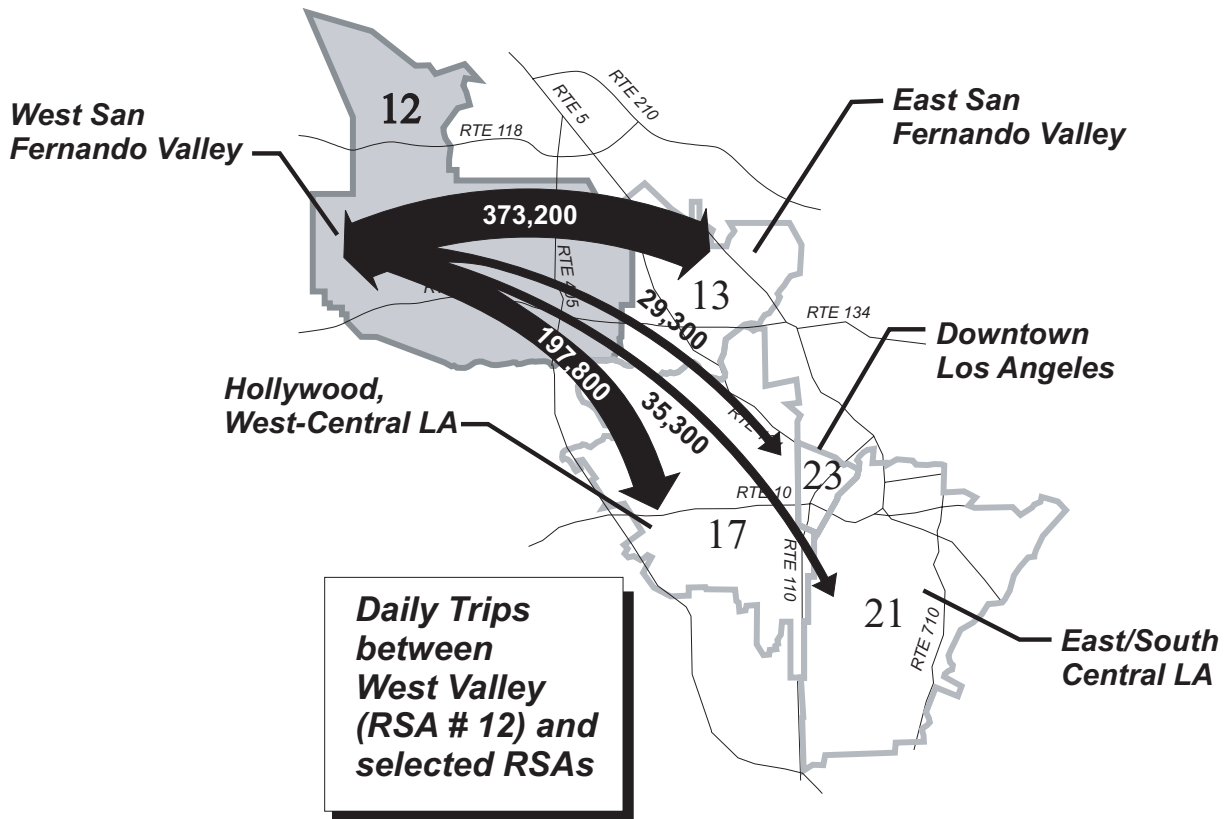 RTE 210
RTE 5
12
East San
Fernando Valley
West San
Fernando Valley
RTE 118
373,200
RTE 405
13
29,300
RTE 134
197,800
Downtown
Los Angeles
Hollywood,
West-Central LA
35,300
23
RTE 10
17
RTE 110
21
RTE 710
East/South
Central LA
Daily Trips
between
West Valley
(RSA # 12) and
selected RSAs